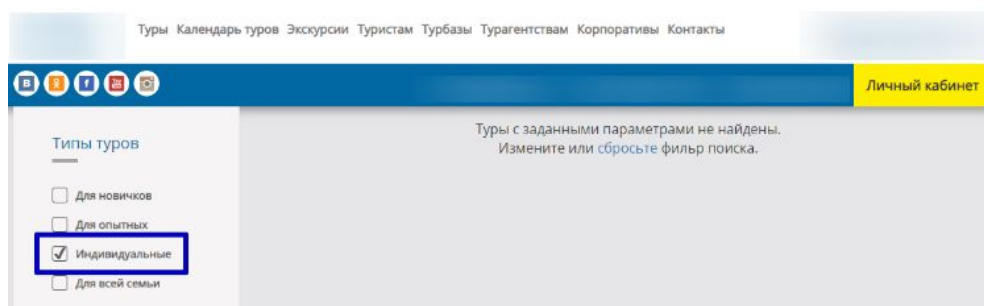 Туры Календарь туров Экскурсии Туристам Турбазы Турагентствам Корпоративы Контакты
Личный кабинет
Типы туров
Туры с заданными параметрами не найдены.
Измените или сбросьте фильр поиска.
Для новичков
Для опытных
Индивидуальные
Для всей семьи